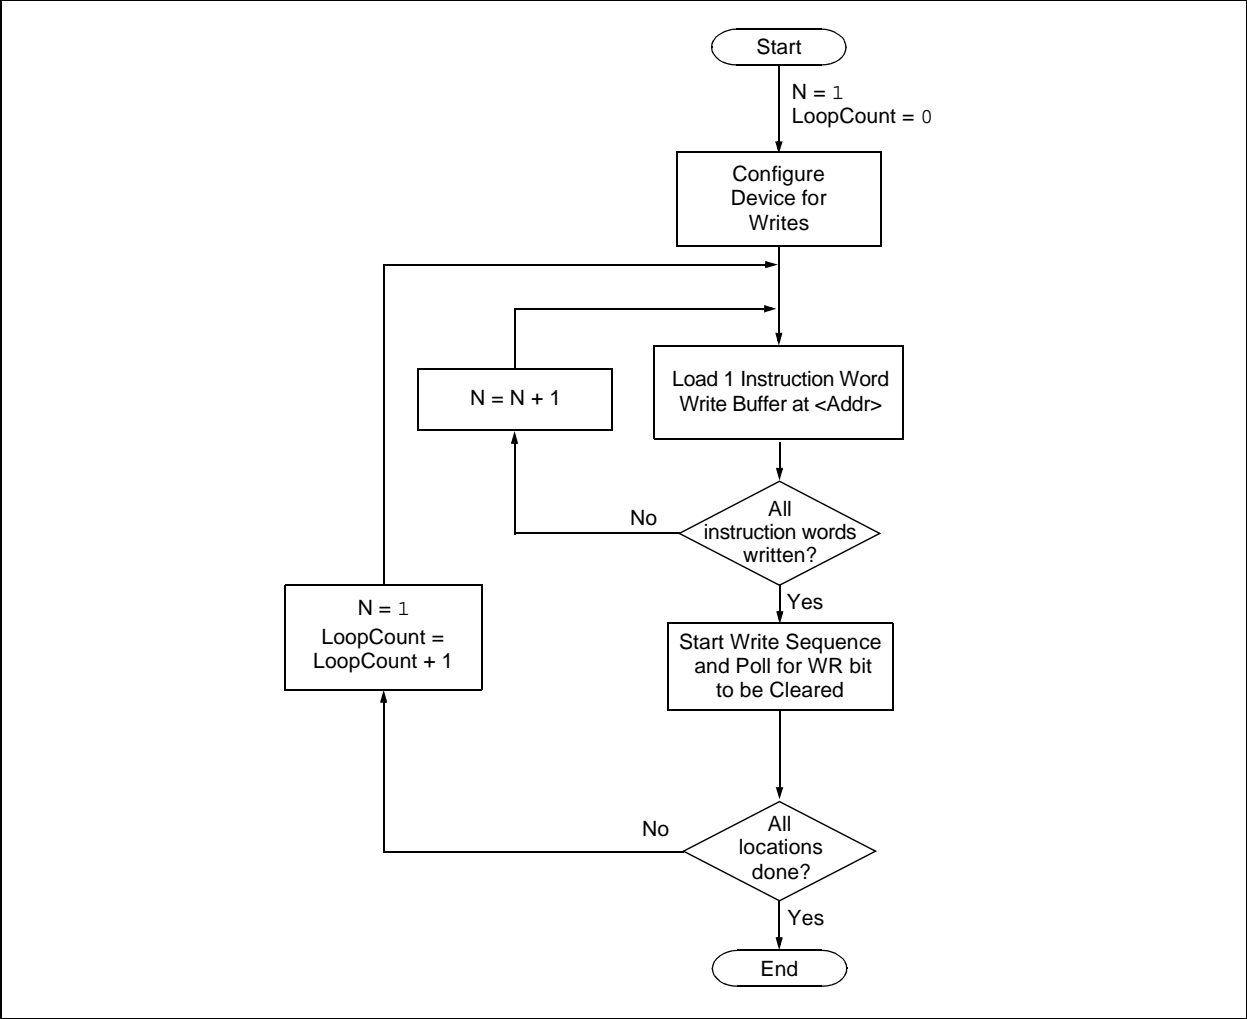 Start
N = 1
LoopCount = 0
Configure
Device for
Writes
Load 1 Instruction Word
Write Buffer at <Addr>
N = N + 1
All
instruction words
written?
No
Yes
N = 1
LoopCount =
LoopCount + 1
Start Write Sequence
and Poll for WR bit
to be Cleared
All
locations
done?
No
Yes
End